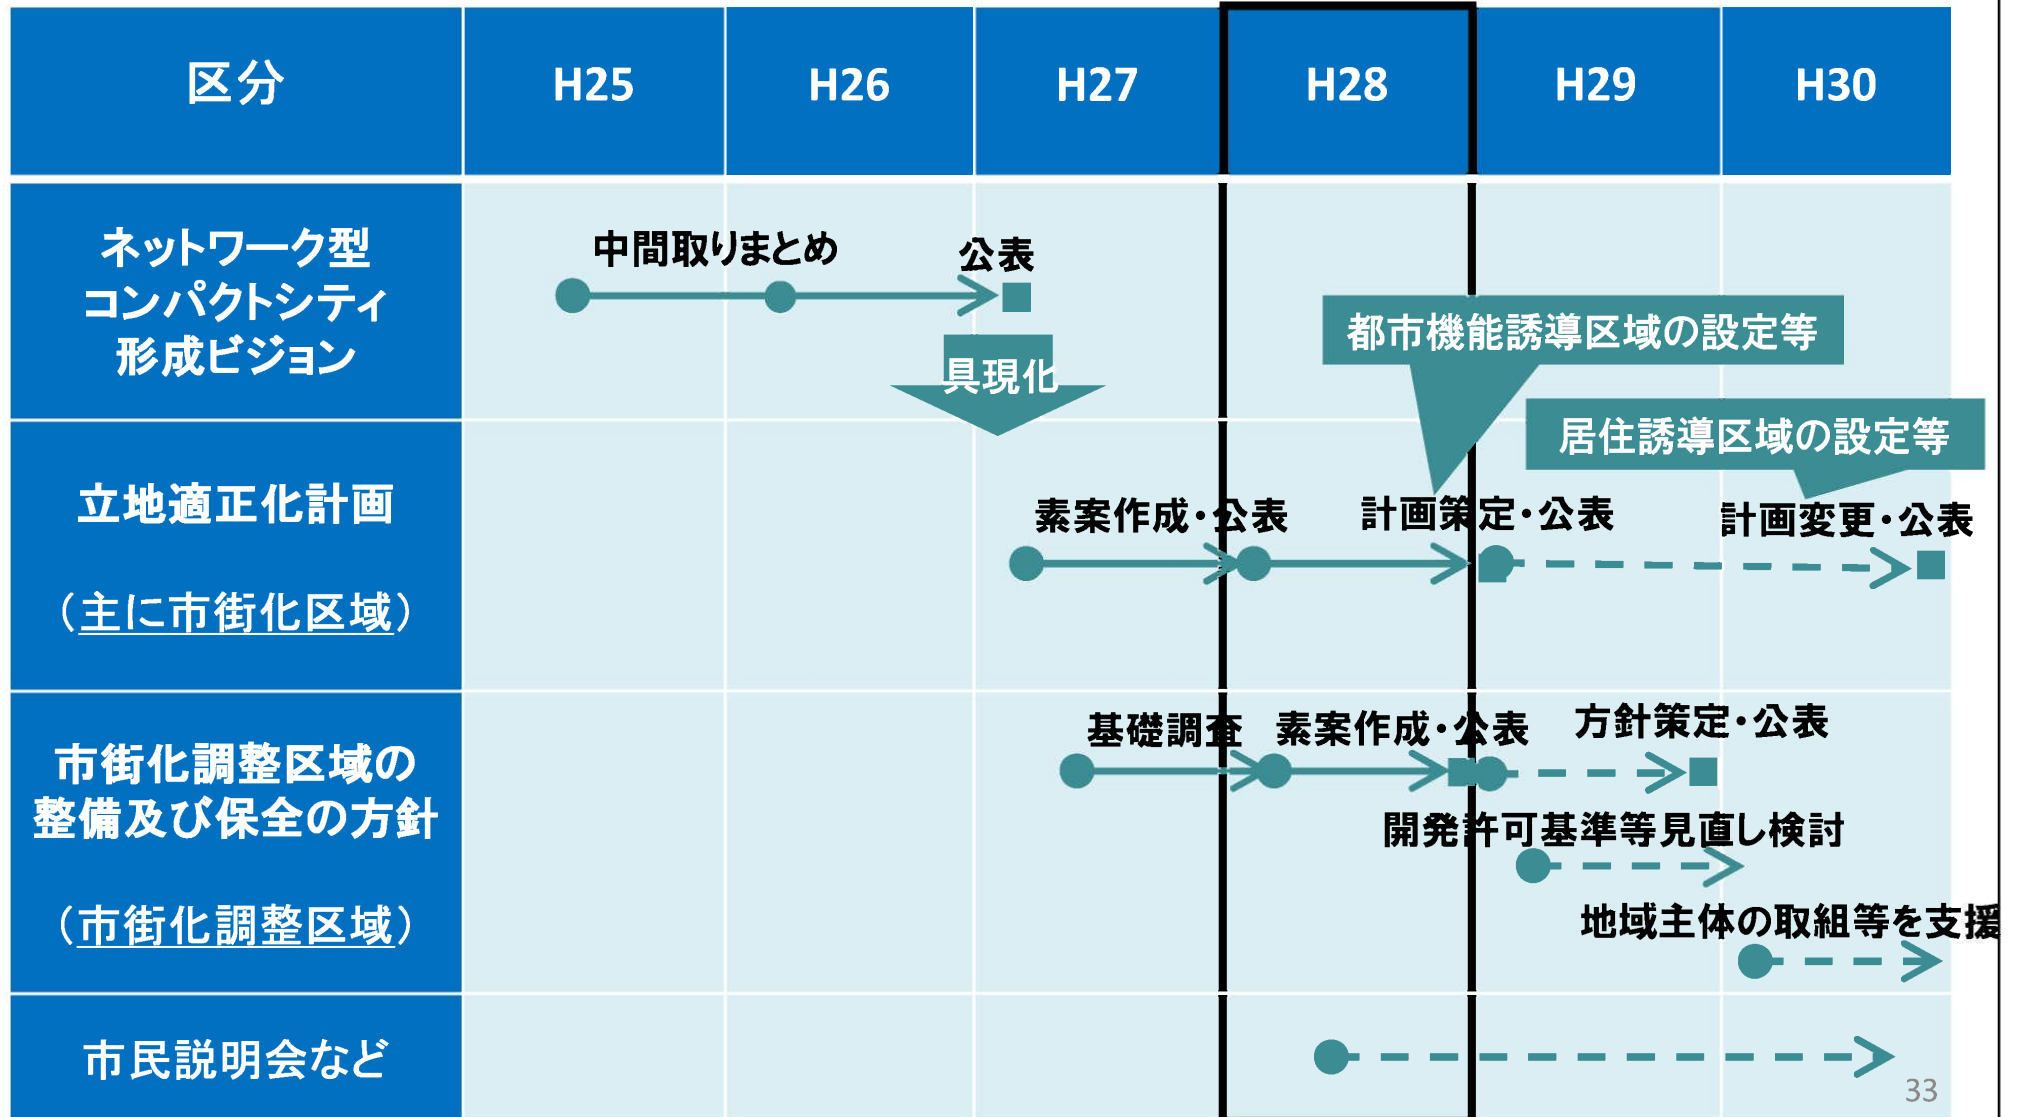 区分
H25
H26
H27
H28
H29
H30
ネットワーク型
コンパクトシティ
形成ビジョン
中間取りまとめ
公表
具現化
都市機能誘導区域の設定等
居住誘導区域の設定等
立地適正化計画
（主に市街化区域）
素案作成・公表
計画策定・公表
計画変更・公表
市街化調整区域の
整備及び保全の方針
（市街化調整区域）
基礎調査
素案作成・公表
方針策定・公表
開発許可基準等見直し検討
地域主体の取組等を支援
市民説明会など
33